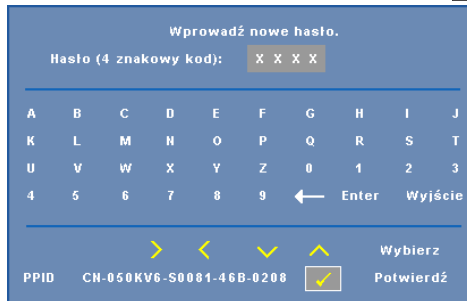 Wprowadź nowe hasło.
Hasło (4 znakowy kod): X X X X
A B C D E F G H I J
K L M N O P Q R S T
U V W X Y Z 0 1 2 3
4 5 6 7 8 9 ← Enter Wyjście
Wybierz
PPID CN-050KV6-S0081-46B-0208 ✓ Potwierdź